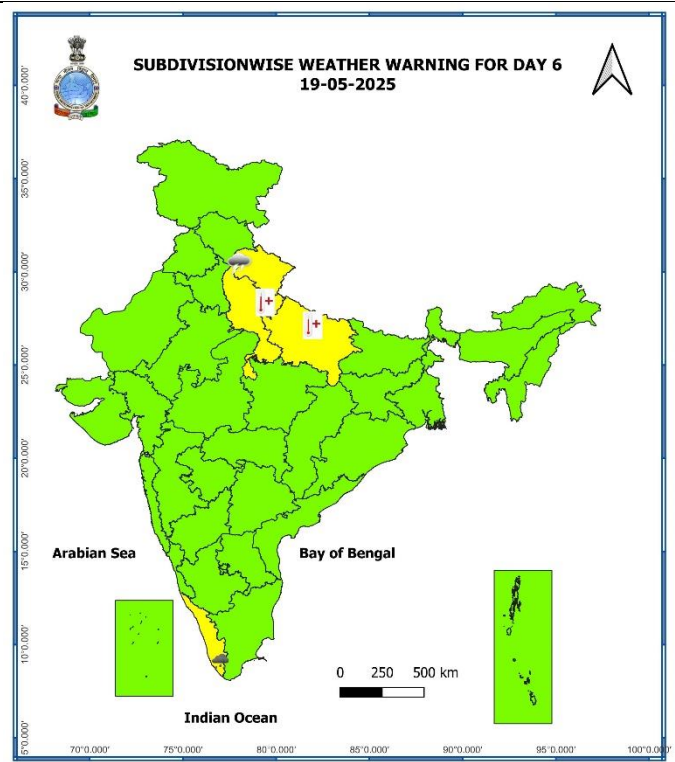 SUBDIVISIONWISE WEATHER WARNING FOR DAY 6
19-05-2025
40°0.000'
35°0.000'
30°0.000'
25°0.000'
20°0.000'
15°0.000'
10°0.000'
5°0.000'
Arabian Sea
Bay of Bengal
0 250 500 km
Indian Ocean
70°0.000' 75°0.000' 80°0.000' 85°0.000' 90°0.000' 95°0.000' 100°0.000'